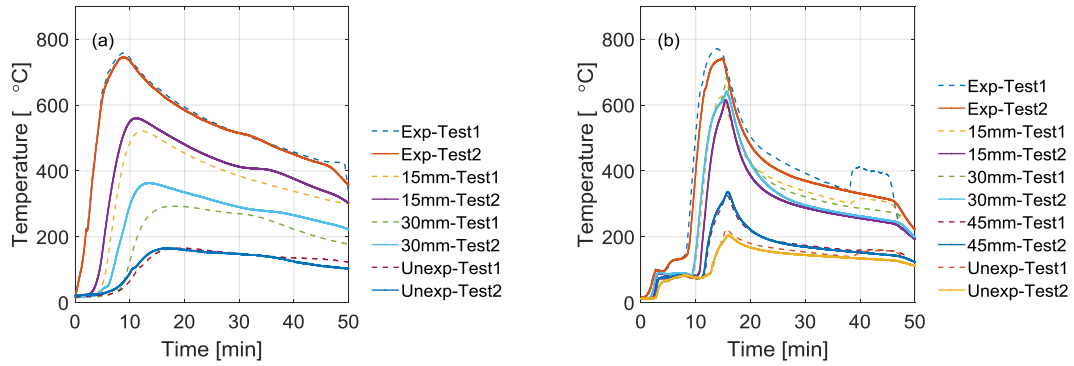 (a)
800
600
400
200
0
0 10 20 30 40 50
Temperature [ °C]
Time [min]
Exp-Test1
Exp-Test2
15mm-Test1
15mm-Test2
30mm-Test1
30mm-Test2
Unexp-Test1
Unexp-Test2
(b)
800
600
400
200
0
0 10 20 30 40 50
Temperature [ °C]
Time [min]
Exp-Test1
Exp-Test2
15mm-Test1
15mm-Test2
30mm-Test1
30mm-Test2
45mm-Test1
45mm-Test2
Unexp-Test1
Unexp-Test2